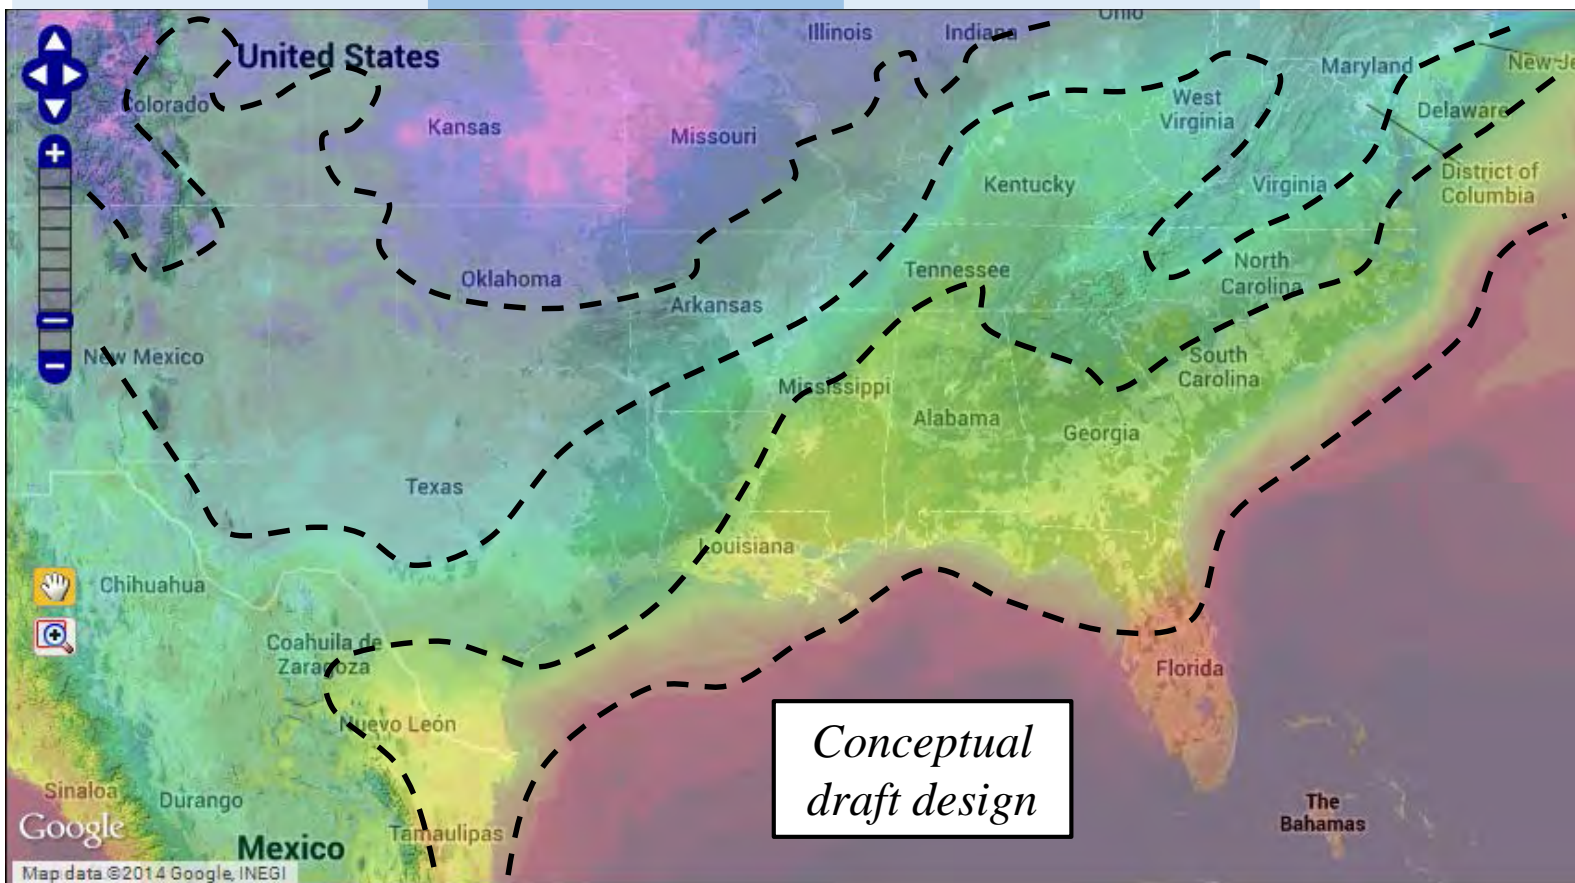 Illinois
Indiana
Ohio
United States
Maryland
New Je
Colorado
Kansas
Missouri
West
Virginia
Delaware
Kentucky
Virginia
District of
Columbia
Oklahoma
Tennessee
North
Carolina
Arkansas
New Mexico
Mississippi
South
Carolina
Alabama
Georgia
Texas
Louisiana
Chihuahua
Coahuila de
Zaragoza
Florida
Nuevo León
Conceptual
draft design
Sinaloa
Durango
The
Bahamas
Google
Tamaulipas
Mexico
Map data ©2014 Google, INEGI